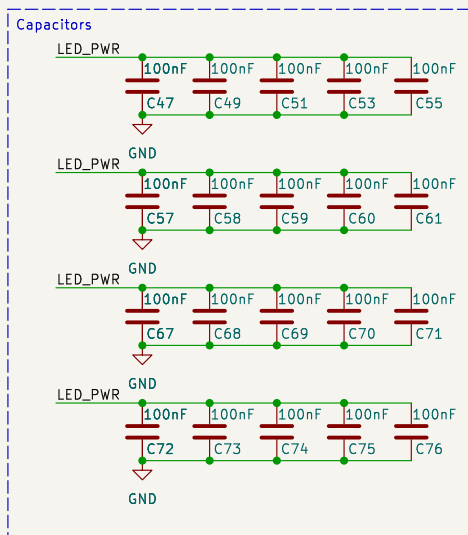 Capacitors
LED_PWR
100nF 100nF 100nF 100nF 100nF
C47 C49 C51 C53 C55
GND
LED_PWR
100nF 100nF 100nF 100nF 100nF
C57 C58 C59 C60 C61
GND
LED_PWR
100nF 100nF 100nF 100nF 100nF
C67 C68 C69 C70 C71
GND
LED_PWR
100nF 100nF 100nF 100nF 100nF
C72 C73 C74 C75 C76
GND